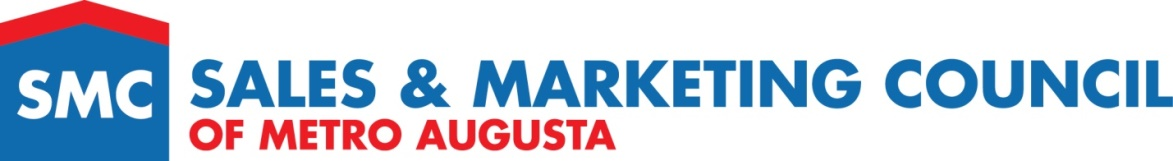 SMC
SALES & MARKETING COUNCIL
OF METRO AUGUSTA